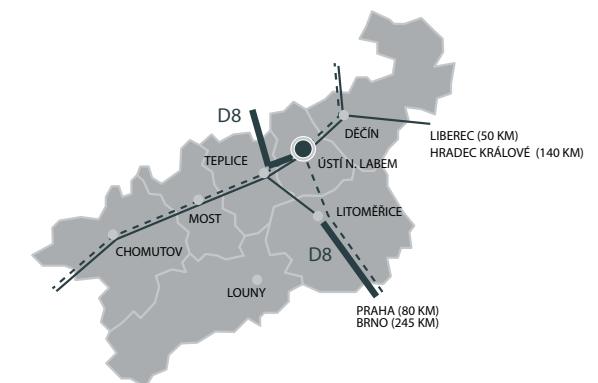 D8
DĚČÍN
LIBEREC (50 KM)
HRADEC KRÁLOVÉ (140 KM)
TEPLICE
ÚSTÍ N. LABEM
MOST
LITOMĚŘICE
CHOMUTOV
D8
LOUNY
PRAHA (80 KM)
BRNO (245 KM)